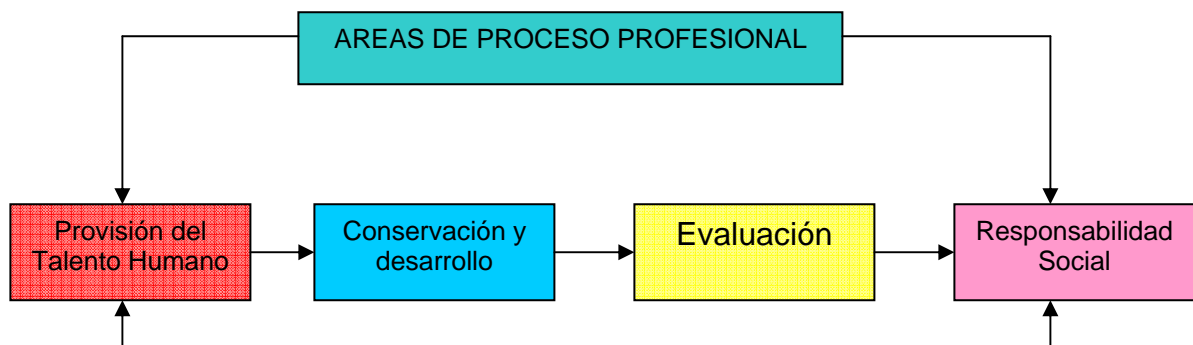 AREAS DE PROCESO PROFESIONAL
Provisión del
Talento Humano
Conservación y
desarrollo
Evaluación
Responsabilidad
Social